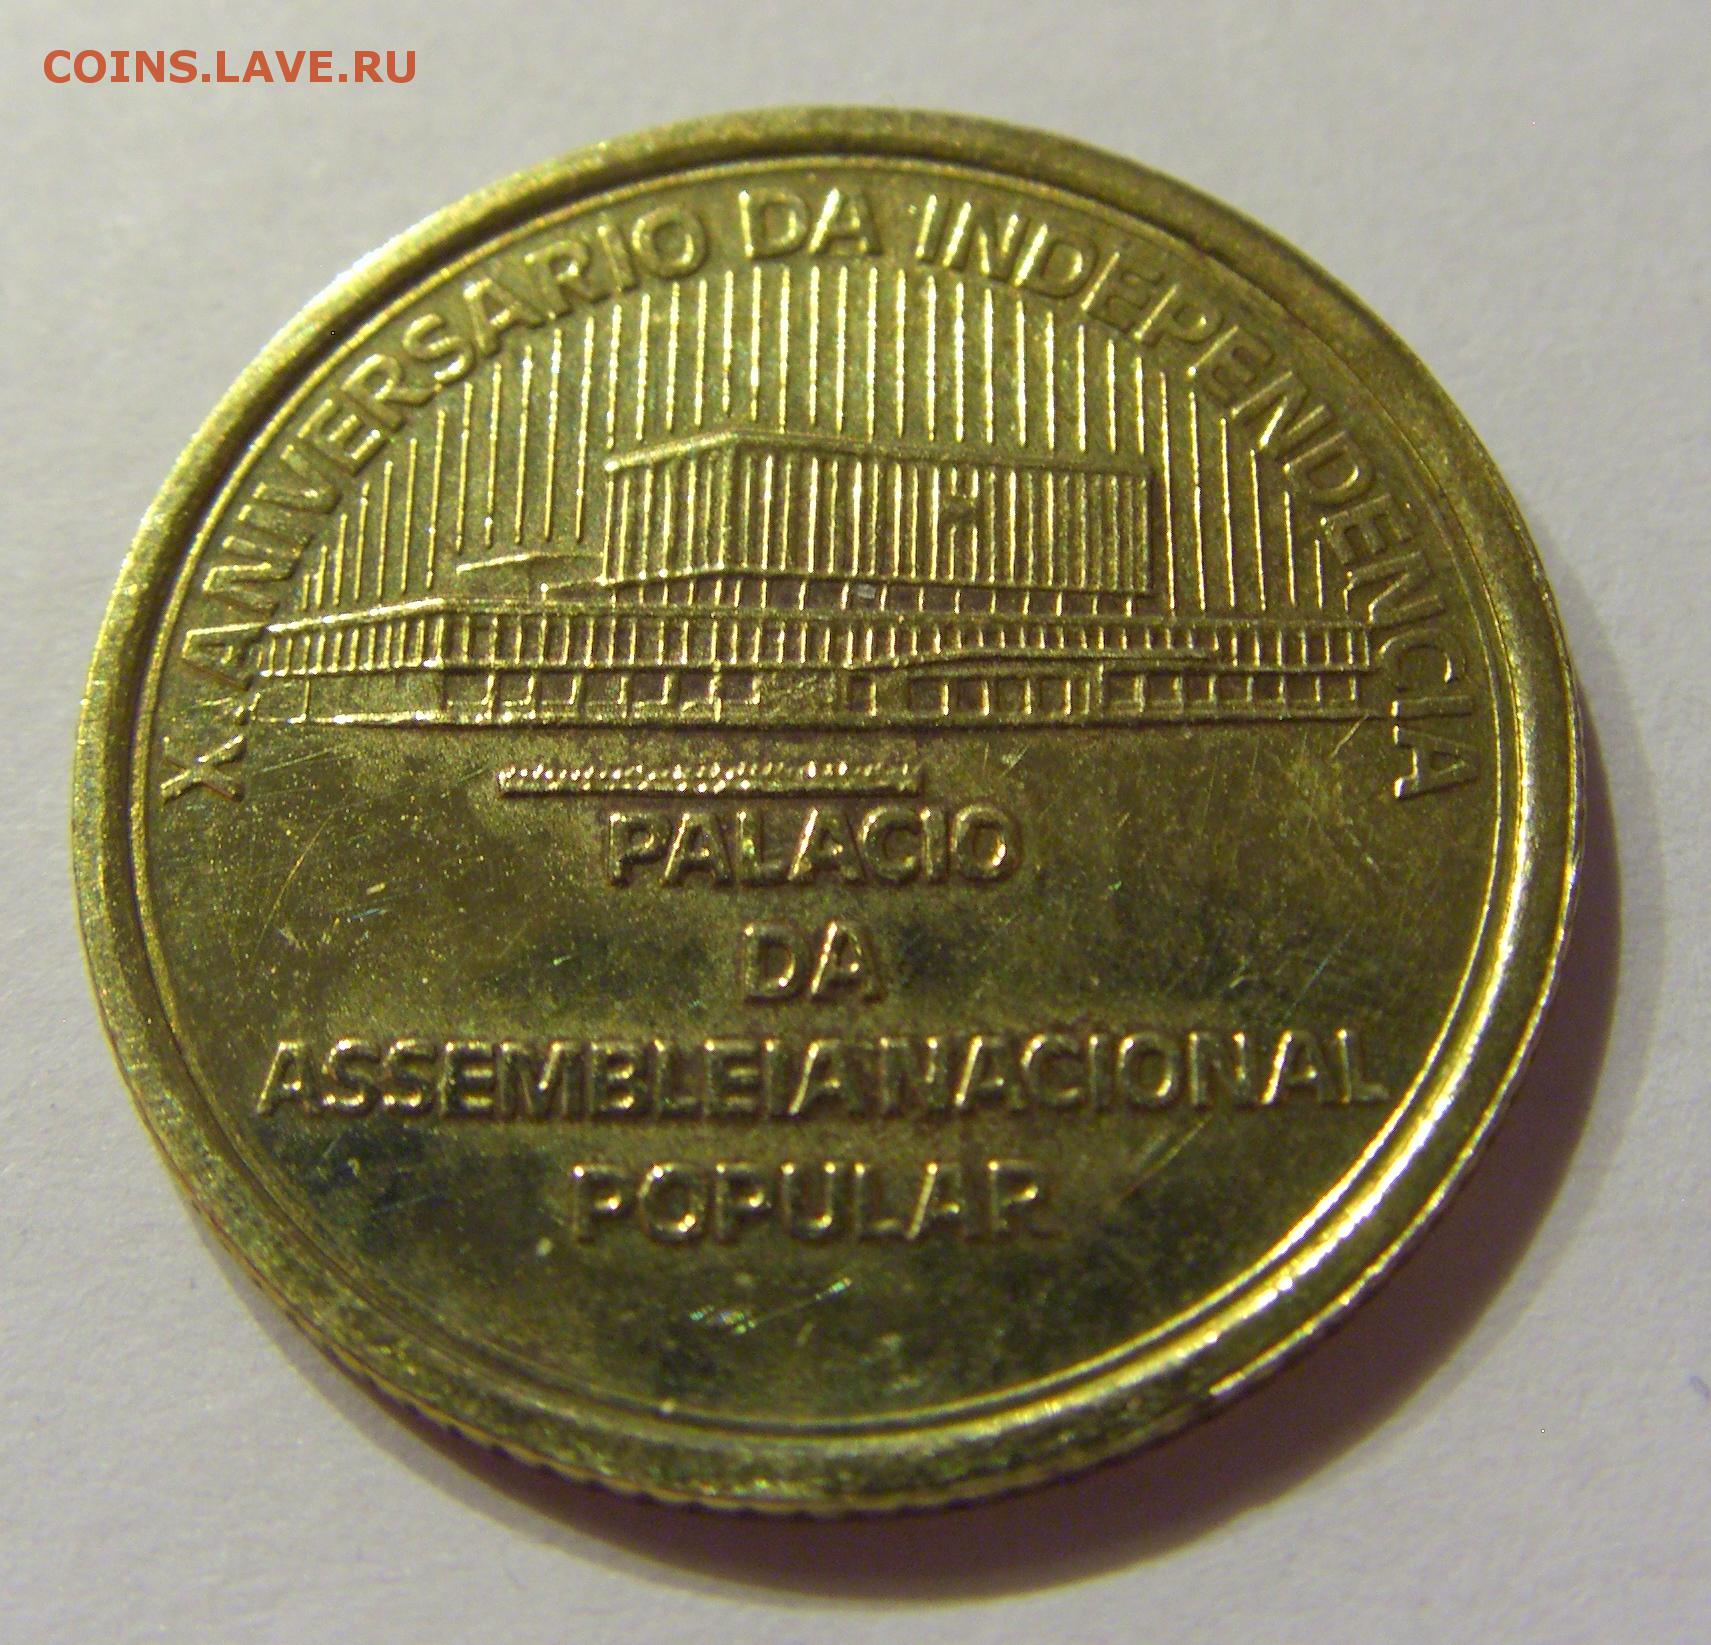 COINS.LAVE.RU
X.ANIVERSARIO DA INDEPENDENCIA
PALACIO
DA
ASSEMBLEIA NACIONAL
POPULAR